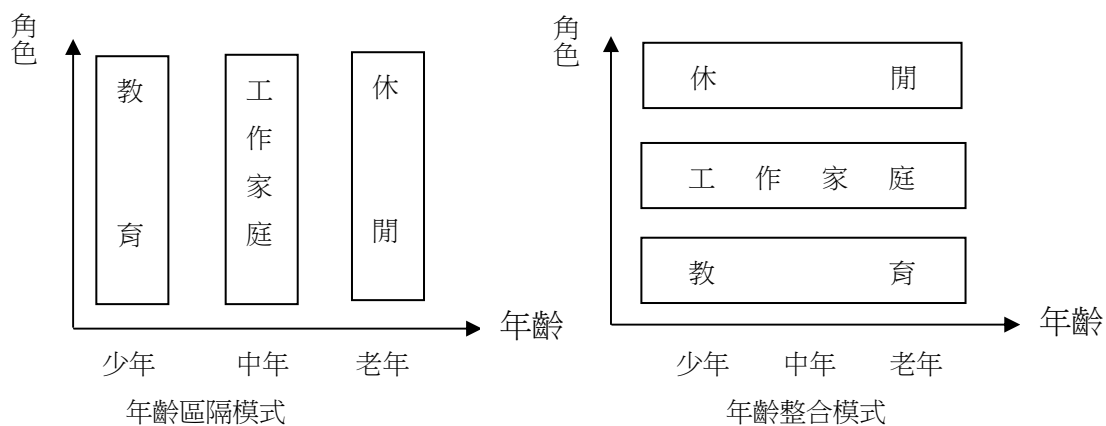 角色
教育
工作家庭
休閒
年齡
少年 中年 老年
年齡區隔模式
角色
休閒
工作家庭
教育
年齡
少年 中年 老年
年齡整合模式